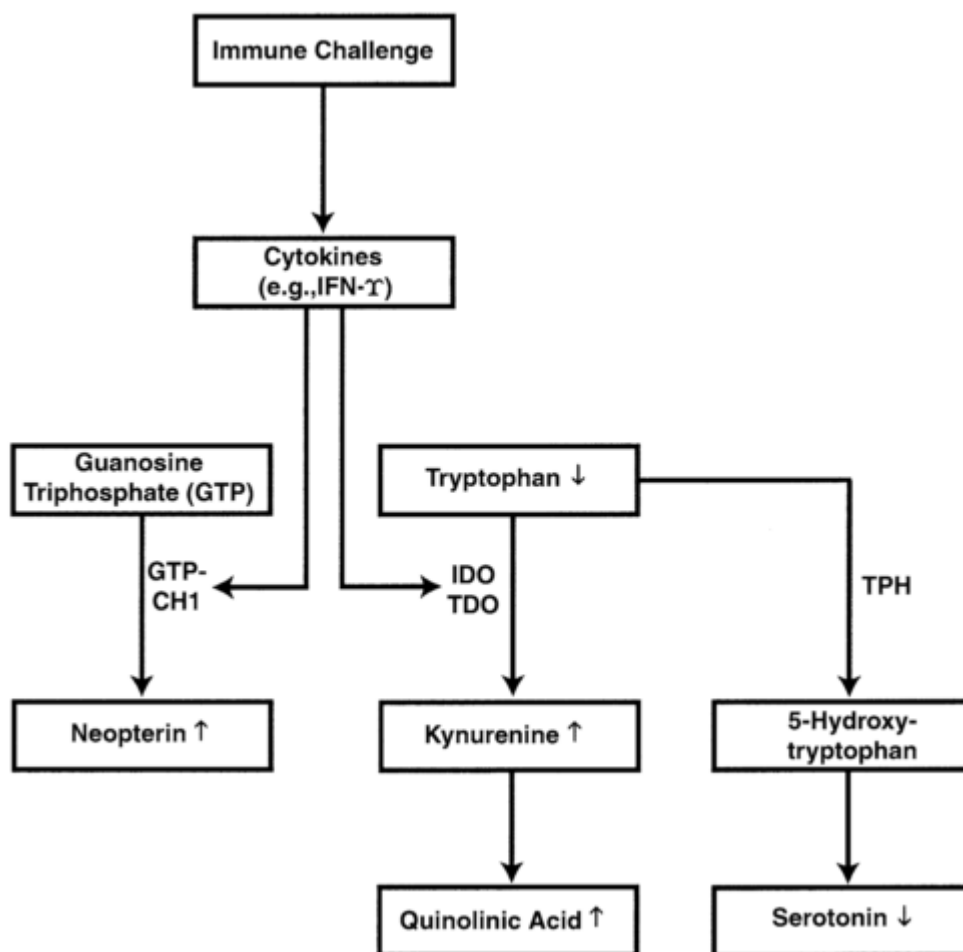 Immune Challenge
Cytokines
(e.g.,IFN-ϒ)
Guanosine
Triphosphate (GTP)
Tryptophan ↓
GTP-
CH1
IDO
TDO
TPH
Neopterin ↑
Kynurenine ↑
5-Hydroxy-
tryptophan
Quinolinic Acid ↑
Serotonin ↓